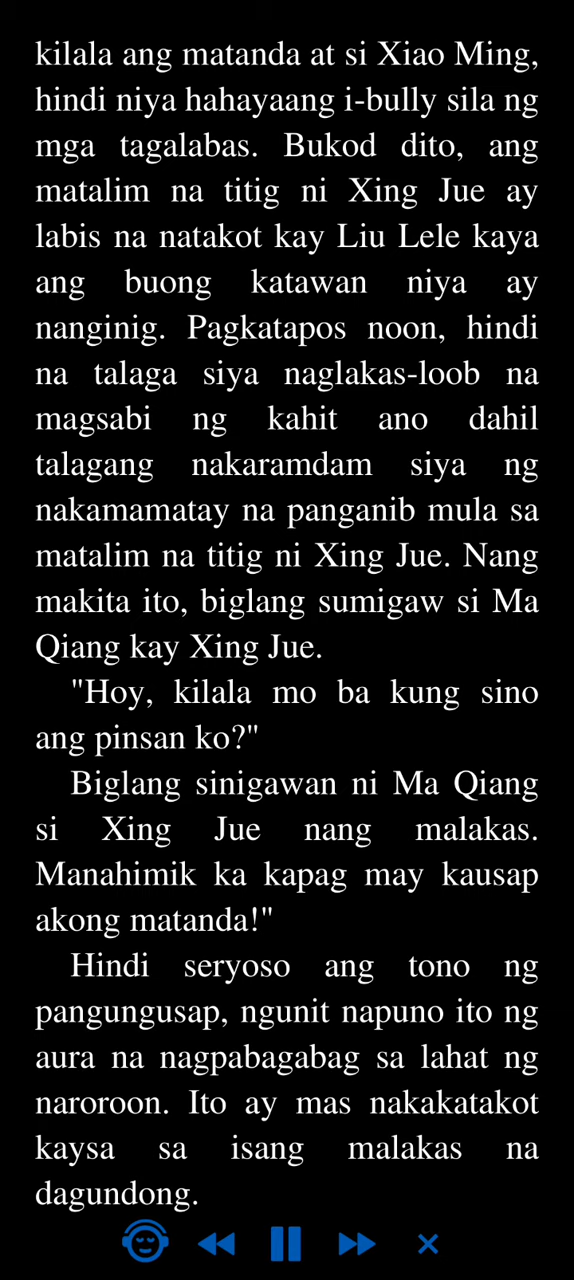 kilala ang matanda at si Xiao Ming,
hindi niya hahayaang i-bully sila ng
mga tagalabas. Bukod dito, ang
matalim na titig ni Xing Jue ay
labis na natakot kay Liu Lele kaya
ang buong katawan niya ay
nanginig. Pagkatapos noon, hindi
na talaga siya naglakas-loob na
magsabi ng kahit ano dahil
talagang nakaramdam siya ng
nakamamatay na panganib mula sa
matalim na titig ni Xing Jue. Nang
makita ito, biglang sumigaw si Ma
Qiang kay Xing Jue.
"Hoy, kilala mo ba kung sino
ang pinsan ko?"
Biglang sinigawan ni Ma Qiang
si Xing Jue nang malakas.
Manahimik ka kapag may kausap
akong matanda!"
Hindi seryoso ang tono ng
pangungusap, ngunit napuno ito ng
aura na nagpabagabag sa lahat ng
naroroon. Ito ay mas nakakatakot
kaysa sa isang malakas na
dagundong.